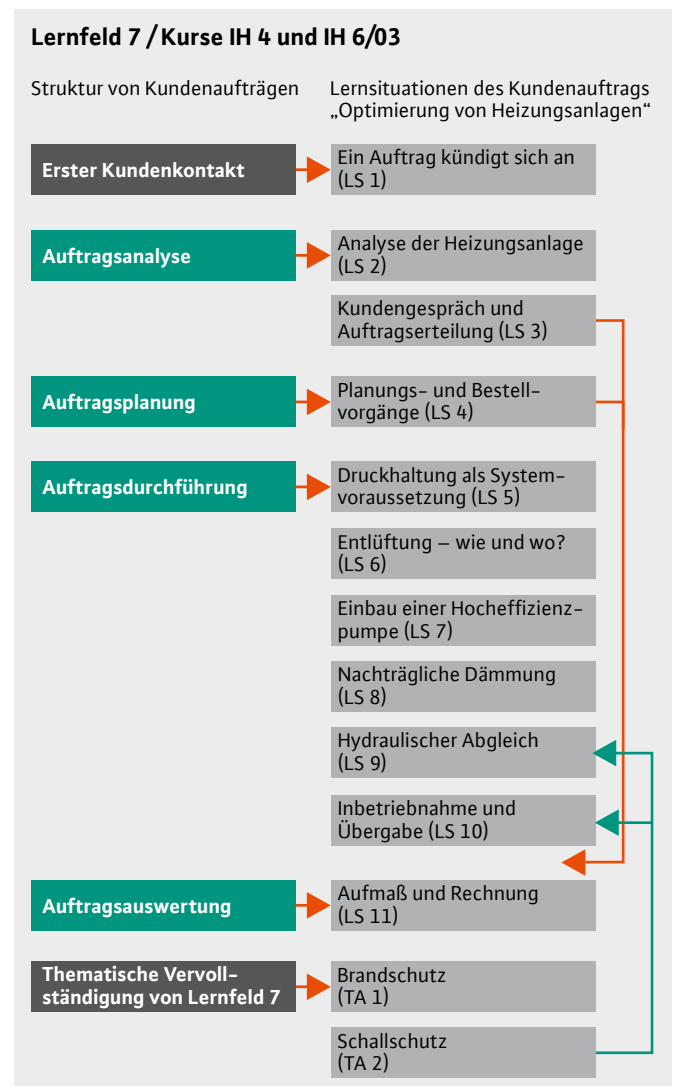 Lernfeld 7 / Kurse IH 4 und IH 6/03
Struktur von Kundenaufträgen
Lernsituationen des Kundenauftrags
„Optimierung von Heizungsanlagen“
Erster Kundenkontakt
Ein Auftrag kündigt sich an
(LS 1)
Auftragsanalyse
Analyse der Heizungsanlage
(LS 2)
Kundengespräch und
Auftragserteilung (LS 3)
Auftragsplanung
Planungs- und Bestell-
vorgänge (LS 4)
Auftragsdurchführung
Druckhaltung als System-
voraussetzung (LS 5)
Entlüftung – wie und wo?
(LS 6)
Einbau einer Hocheffizienz-
pumpe (LS 7)
Nachträgliche Dämmung
(LS 8)
Hydraulischer Abgleich
(LS 9)
Inbetriebnahme und
Übergabe (LS 10)
Auftragsauswertung
Aufmaß und Rechnung
(LS 11)
Thematische Vervoll-
ständigung von Lernfeld 7
Brandschutz
(TA 1)
Schallschutz
(TA 2)